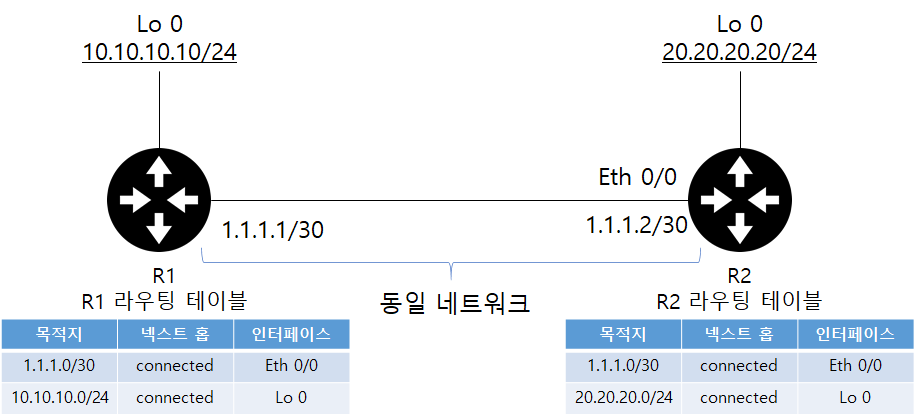 Lo 0
10.10.10.10/24
Lo 0
20.20.20.20/24
Eth 0/0
1.1.1.1/30
1.1.1.2/30
R1
R1 라우팅 테이블
동일 네트워크
R2
R2 라우팅 테이블
목적지 넥스트 홉 인터페이스
1.1.1.0/30 connected Eth 0/0
10.10.10.0/24 connected Lo 0
목적지 넥스트 홉 인터페이스
1.1.1.0/30 connected Eth 0/0
20.20.20.0/24 connected Lo 0